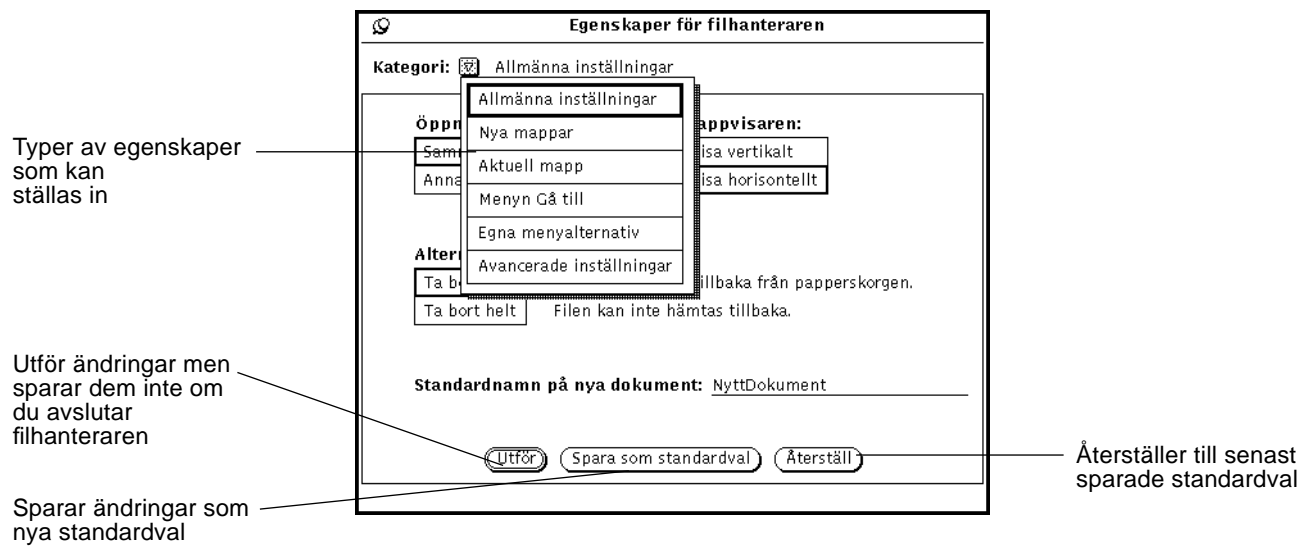 Egenskaper för filhanteraren
Kategori: Allmänna inställningar
Allmänna inställningar
Nya mappar
Aktuell mapp
Menyn Gå till
Egna menyalternativ
Avancerade inställningar
Öppn appvisaren:
Sam isa vertikalt
Anna isa horisontellt
Altern
Ta b illbaka från papperskorgen.
Ta bort helt Filen kan inte hämtas tillbaka.
Standardnamn på nya dokument: NyttDokument
Utför Spara som standardval Återställ
Typer av egenskaper
som kan
ställas in
Utför ändringar men
sparar dem inte om
du avslutar
filhanteraren
Sparar ändringar som
nya standardval
Återställer till senast
sparade standardval